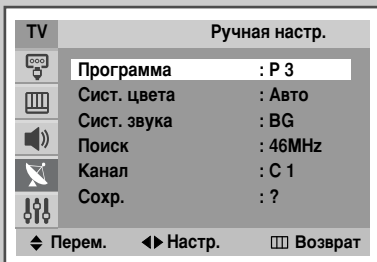 TV Ручная настр.
Программа : P 3
Сист. цвета : Авто
Сист. звука : BG
Поиск : 46MHz
Канал : C 1
Сохр. : ?
Перем. Настр. Возврат